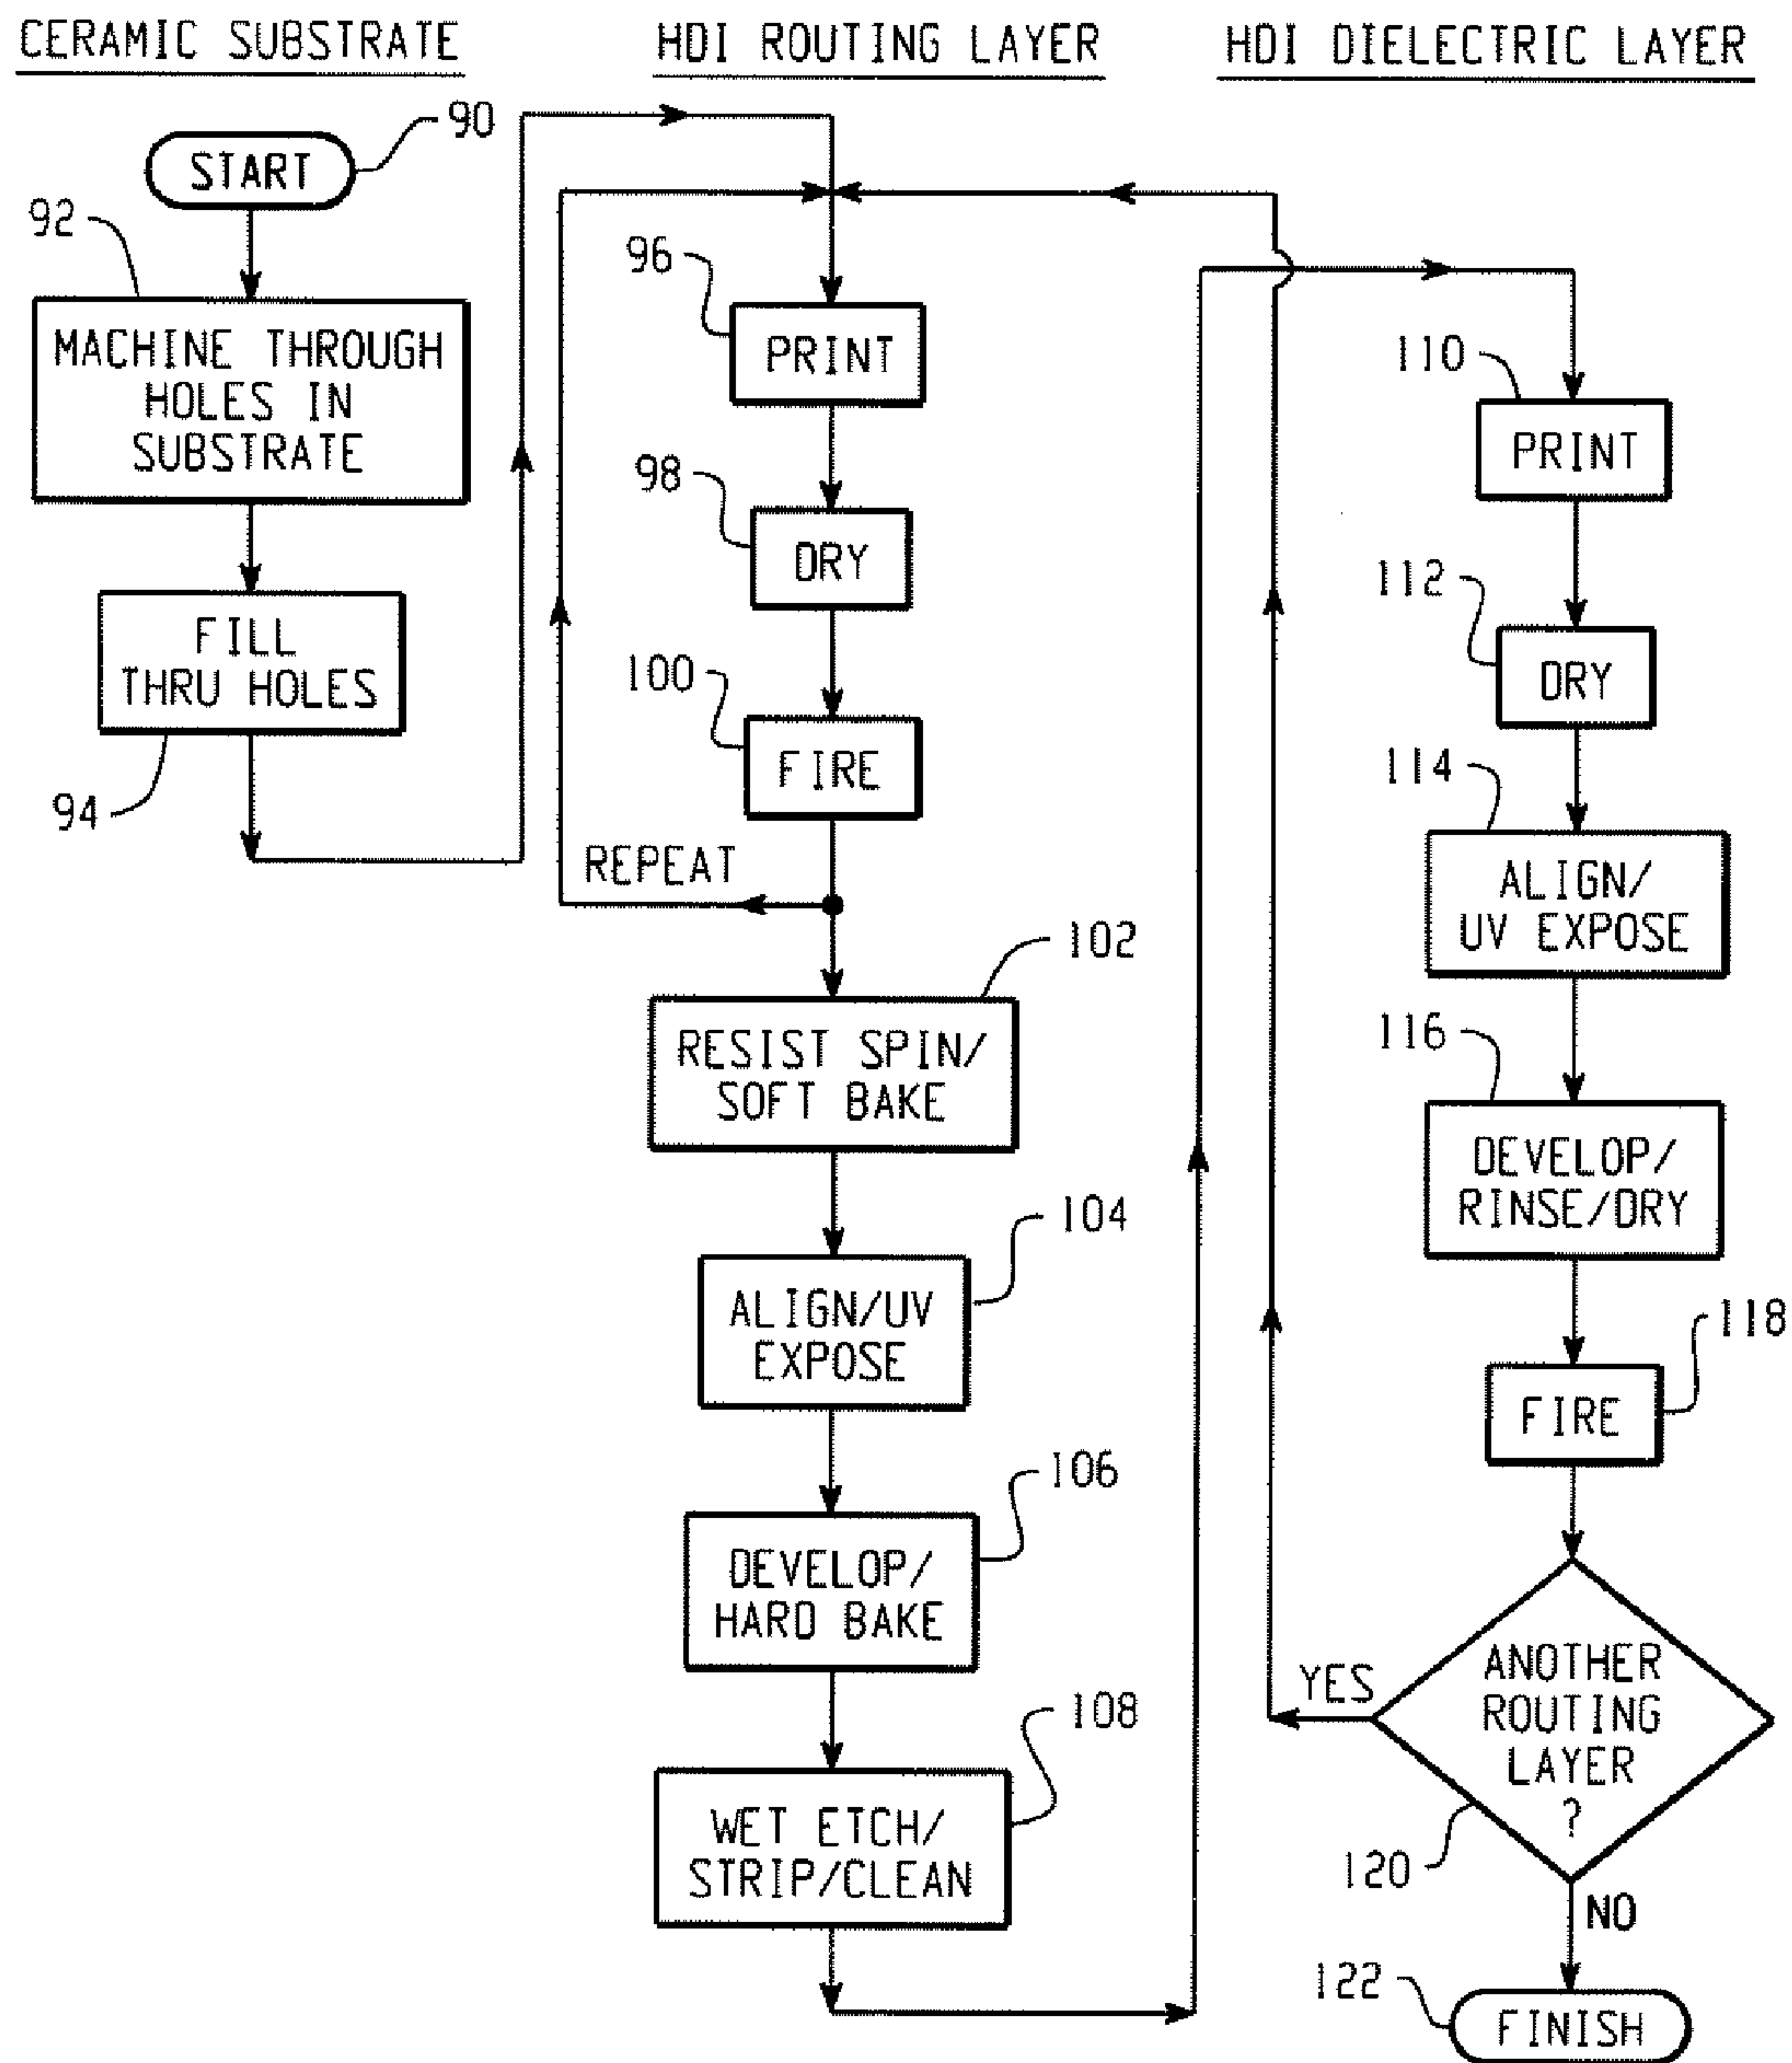 CERAMIC SUBSTRATE
90
START
92
MACHINE THROUGH
HOLES IN
SUBSTRATE
FILL
THRU HOLES
94
HDI ROUTING LAYER
96
PRINT
98
DRY
100
FIRE
REPEAT
102
RESIST SPIN/
SOFT BAKE
104
ALIGN/UV
EXPOSE
106
DEVELOP/
HARD BAKE
108
WET ETCH/
STRIP/CLEAN
HDI DIELECTRIC LAYER
110
PRINT
112
DRY
114
ALIGN/
UV EXPOSE
116
DEVELOP/
RINSE/DRY
118
FIRE
YES
ANOTHER
ROUTING
LAYER
?
120
NO
122
FINISH